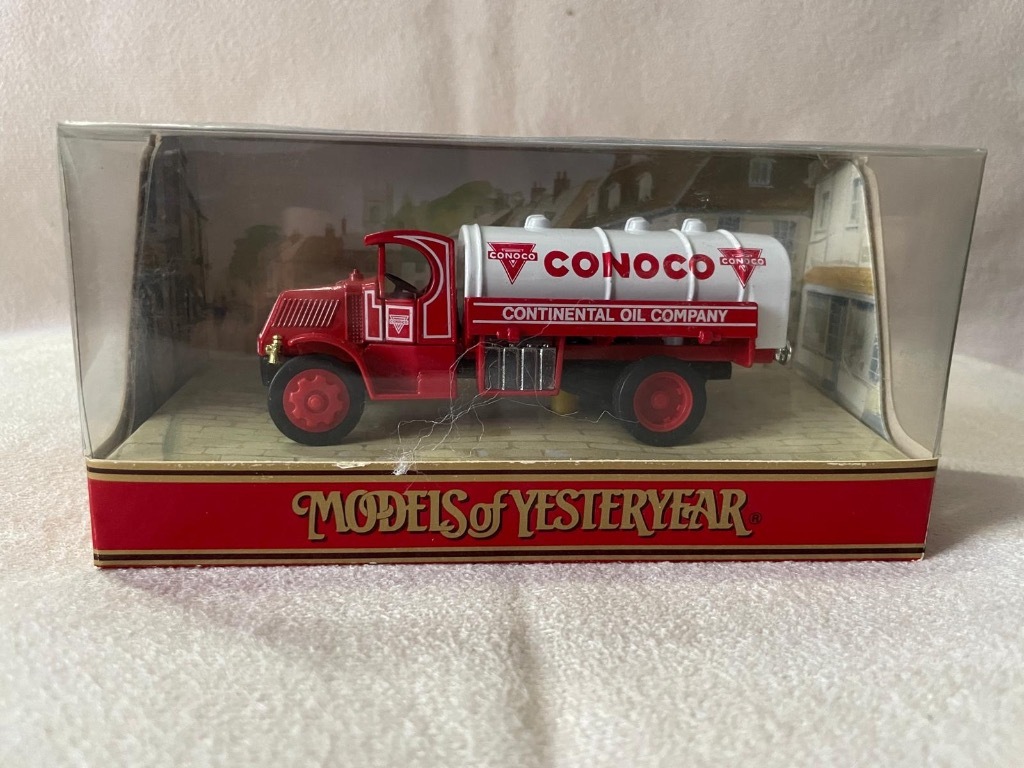 CONOCO
CONOCO
CONOCO
CONTINENTAL OIL COMPANY
MODELS of YESTERYEAR®